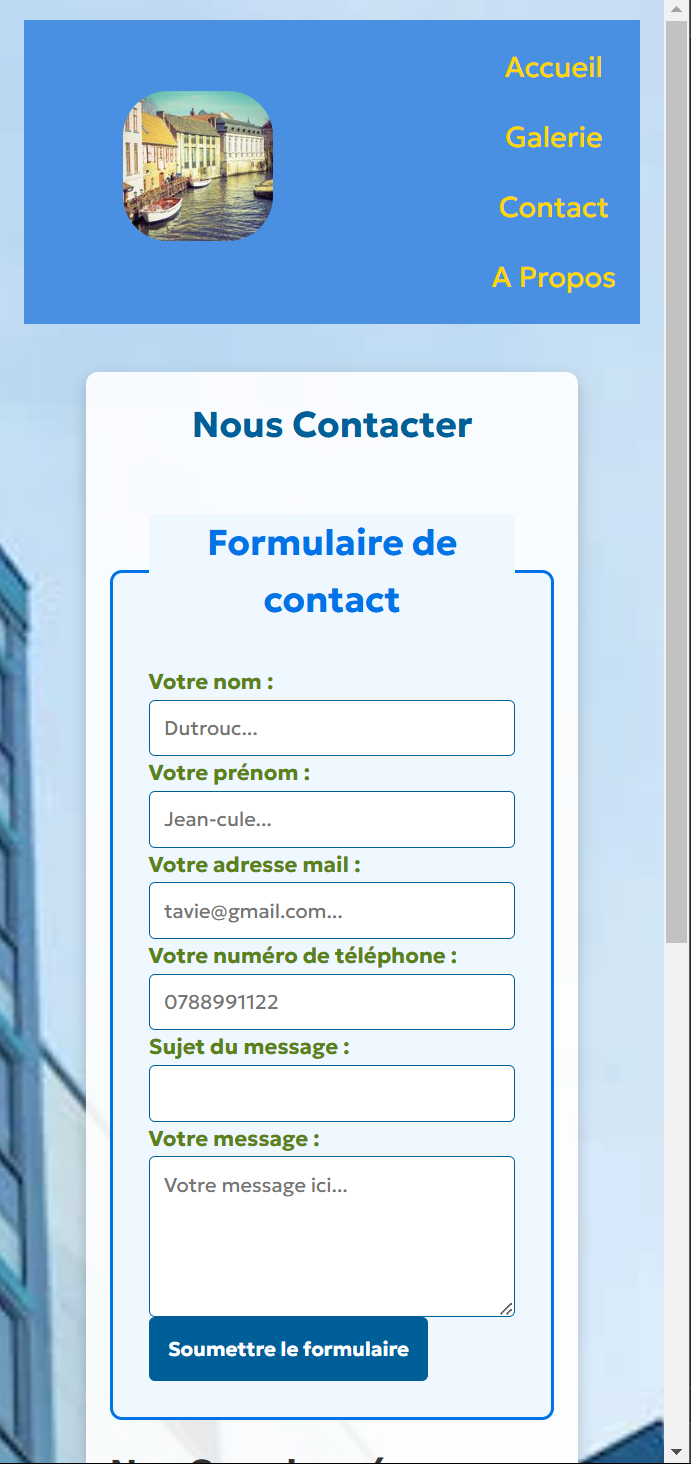 Accueil
Galerie
Contact
A Propos
Nous Contacter
Formulaire de
contact
Votre nom :
Dutrouc...
Votre prénom :
Jean-cule...
Votre adresse mail :
tavie@gmail.com...
Votre numéro de téléphone :
0788991122
Sujet du message :
Votre message :
Votre message ici...
Soumettre le formulaire